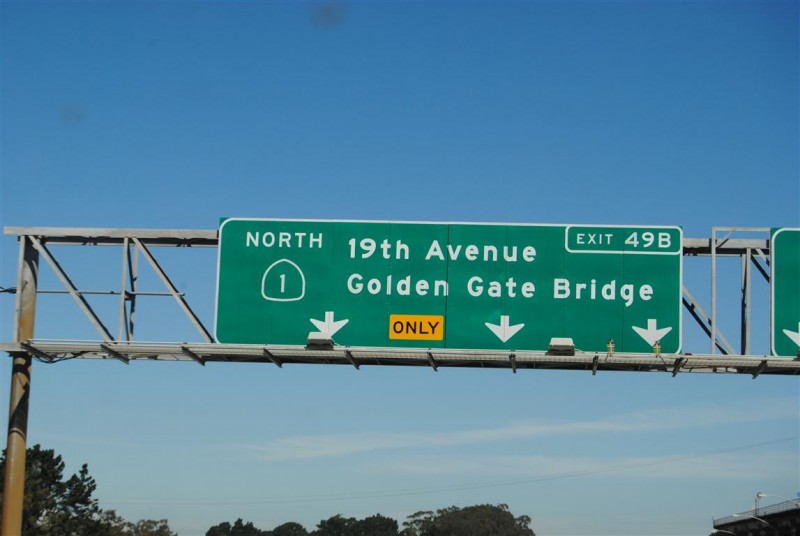 NORTH
19th Avenue
EXIT 49B
1
Golden Gate Bridge
ONLY